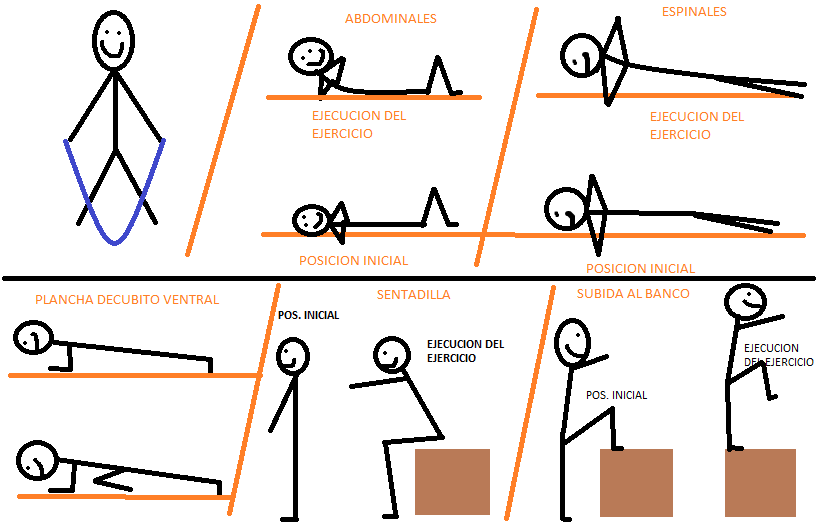 ABDOMINALES
EJECUCION DEL
EJERCICIO
POSICION INICIAL
ESPINALES
EJECUCION DEL
EJERCICIO
POSICION INICIAL
PLANCHA DECUBITO VENTRAL
SENTADILLA
POS. INICIAL
EJECUCION DEL
EJERCICIO
SUBIDA AL BANCO
POS. INICIAL
EJECUCION
DEL EJERCICIO